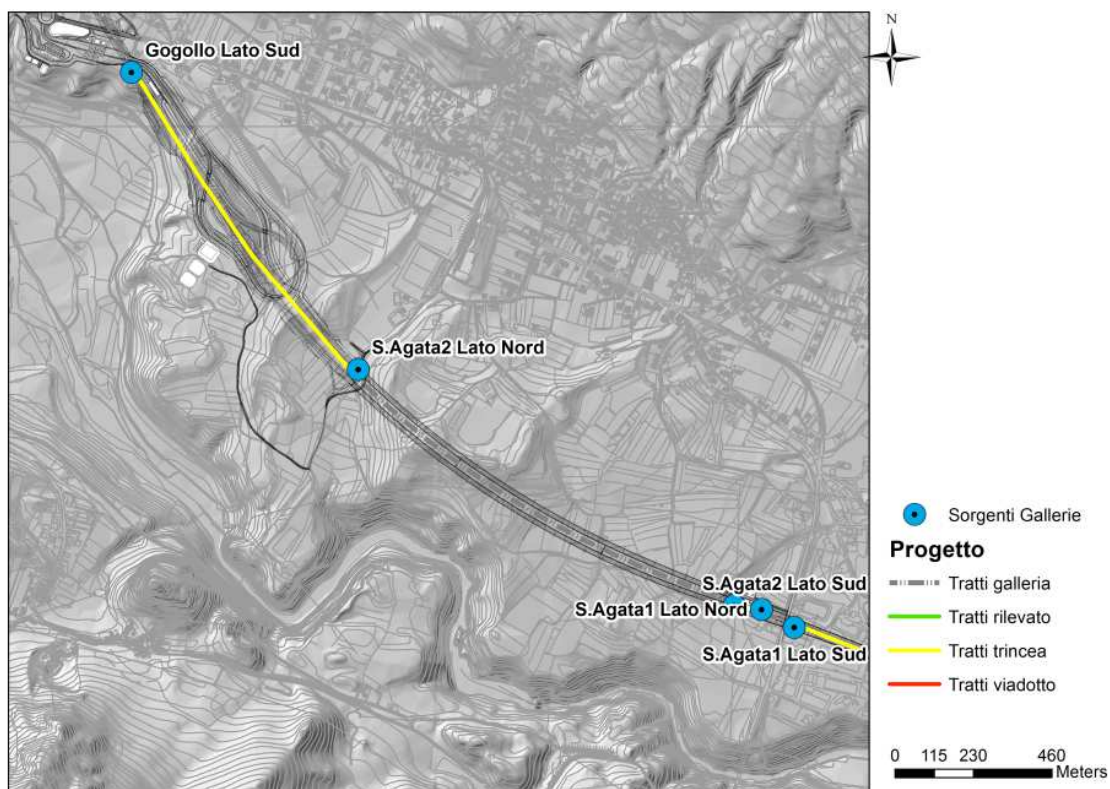 N
Gogollo Lato Sud
S.Agata2 Lato Nord
S.Agata2 Lato Sud
S.Agata1 Lato Nord
S.Agata1 Lato Sud
Sorgenti Gallerie
Progetto
Tratti galleria
Tratti rilevato
Tratti trincea
Tratti viadotto
0 115 230 460
Meters